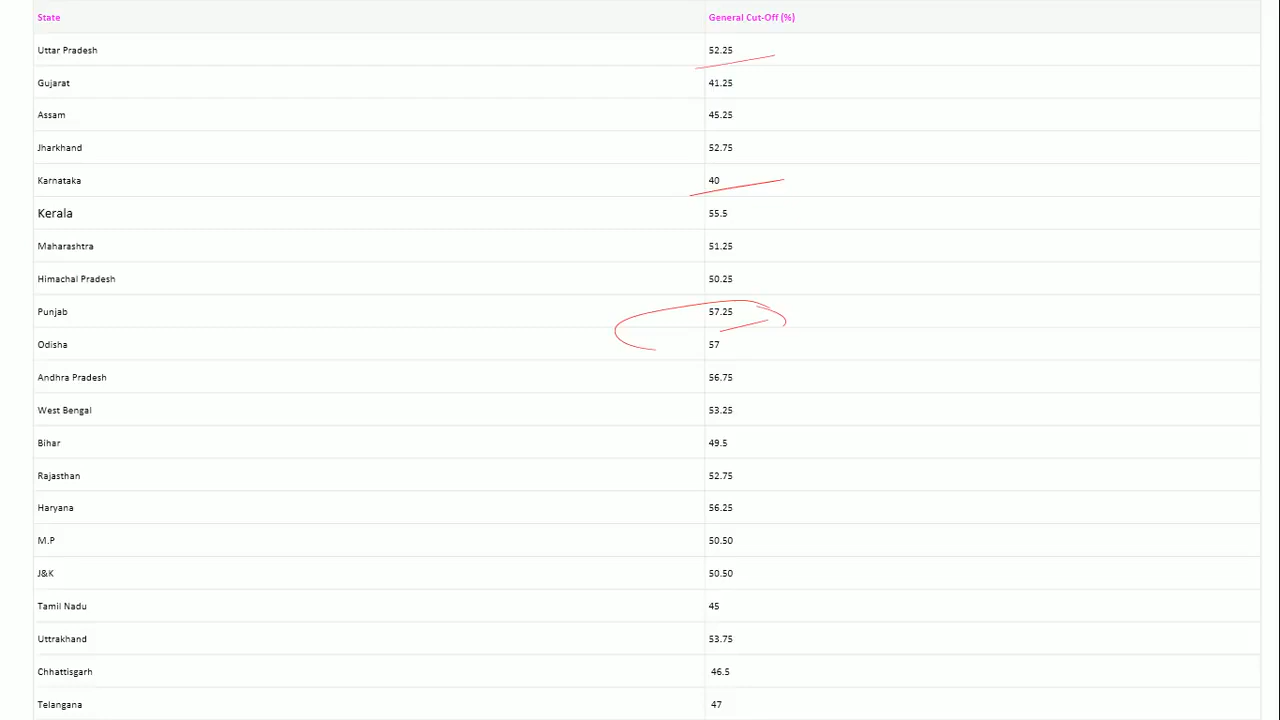 State General Cut-Off (%)
Uttar Pradesh 52.25
Gujarat 41.25
Assam 45.25
Jharkhand 52.75
Karnataka 40
Kerala 55.5
Maharashtra 51.25
Himachal Pradesh 50.25
Punjab 57.25
Odisha 57
Andhra Pradesh 56.75
West Bengal 53.25
Bihar 49.5
Rajasthan 52.75
Haryana 56.25
M.P 50.50
J&K 50.50
Tamil Nadu 45
Uttrakhand 53.75
Chhattisgarh 46.5
Telangana 47